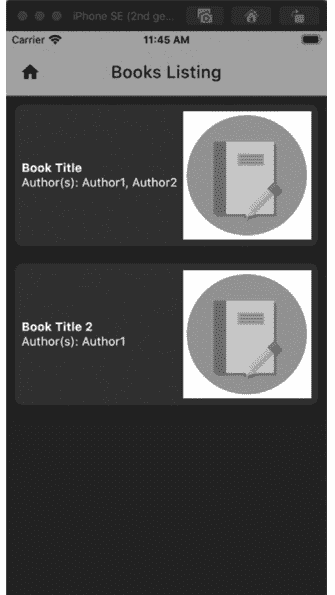 iPhone SE (2nd ge...
Carrier 11:45 AM
Books Listing
Book Title
Author(s): Author1, Author2
Book Title 2
Author(s): Author1